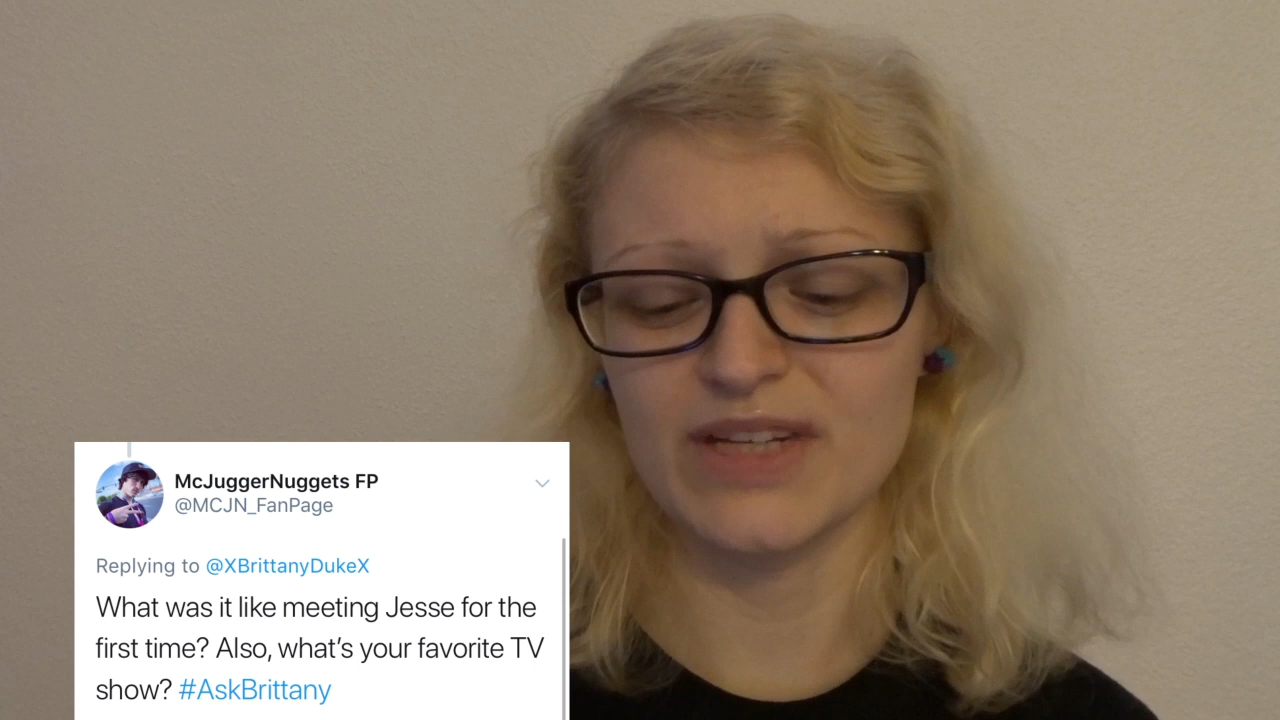 McJuggerNuggets FP
@MCJN_FanPage
Replying to @XBrittanyDukeX
What was it like meeting Jesse for the
first time? Also, what's your favorite TV
show? #AskBrittany